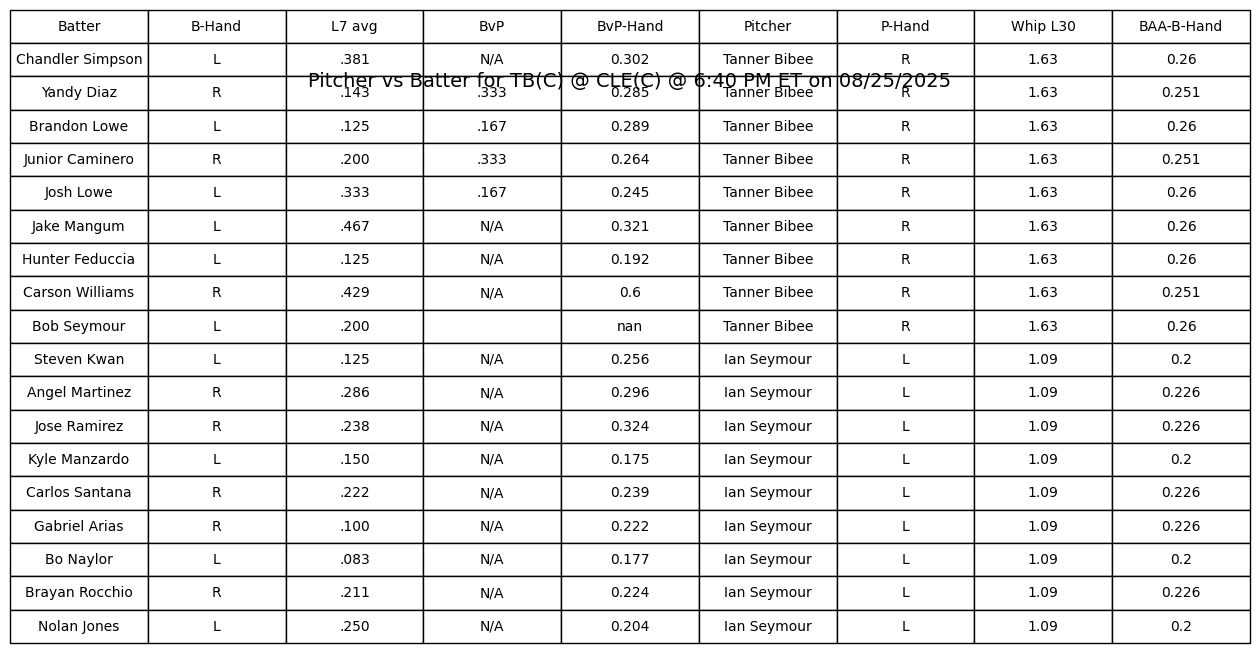 Batter B-Hand L7 avg BvP BvP-Hand Pitcher P-Hand Whip L30 BAA-B-Hand
Chandler Simpson L .381 N/A 0.302 Tanner Bibee R 1.63 0.26
Pitcher vs Batter for TB(C) @ CLE(C) @ 6:40 PM ET on 08/25/2025
Yandy Diaz R .143 .333 0.285 Tanner Bibee R 1.63 0.251
Brandon Lowe L .125 .167 0.289 Tanner Bibee R 1.63 0.26
Junior Caminero R .200 .333 0.264 Tanner Bibee R 1.63 0.251
Josh Lowe L .333 .167 0.245 Tanner Bibee R 1.63 0.26
Jake Mangum L .467 N/A 0.321 Tanner Bibee R 1.63 0.26
Hunter Feduccia L .125 N/A 0.192 Tanner Bibee R 1.63 0.26
Carson Williams R .429 N/A 0.6 Tanner Bibee R 1.63 0.251
Bob Seymour L .200 nan Tanner Bibee R 1.63 0.26
Steven Kwan L .125 N/A 0.256 Ian Seymour L 1.09 0.2
Angel Martinez R .286 N/A 0.296 Ian Seymour L 1.09 0.226
Jose Ramirez R .238 N/A 0.324 Ian Seymour L 1.09 0.226
Kyle Manzardo L .150 N/A 0.175 Ian Seymour L 1.09 0.2
Carlos Santana R .222 N/A 0.239 Ian Seymour L 1.09 0.226
Gabriel Arias R .100 N/A 0.222 Ian Seymour L 1.09 0.226
Bo Naylor L .083 N/A 0.177 Ian Seymour L 1.09 0.2
Brayan Rocchio R .211 N/A 0.224 Ian Seymour L 1.09 0.226
Nolan Jones L .250 N/A 0.204 Ian Seymour L 1.09 0.2